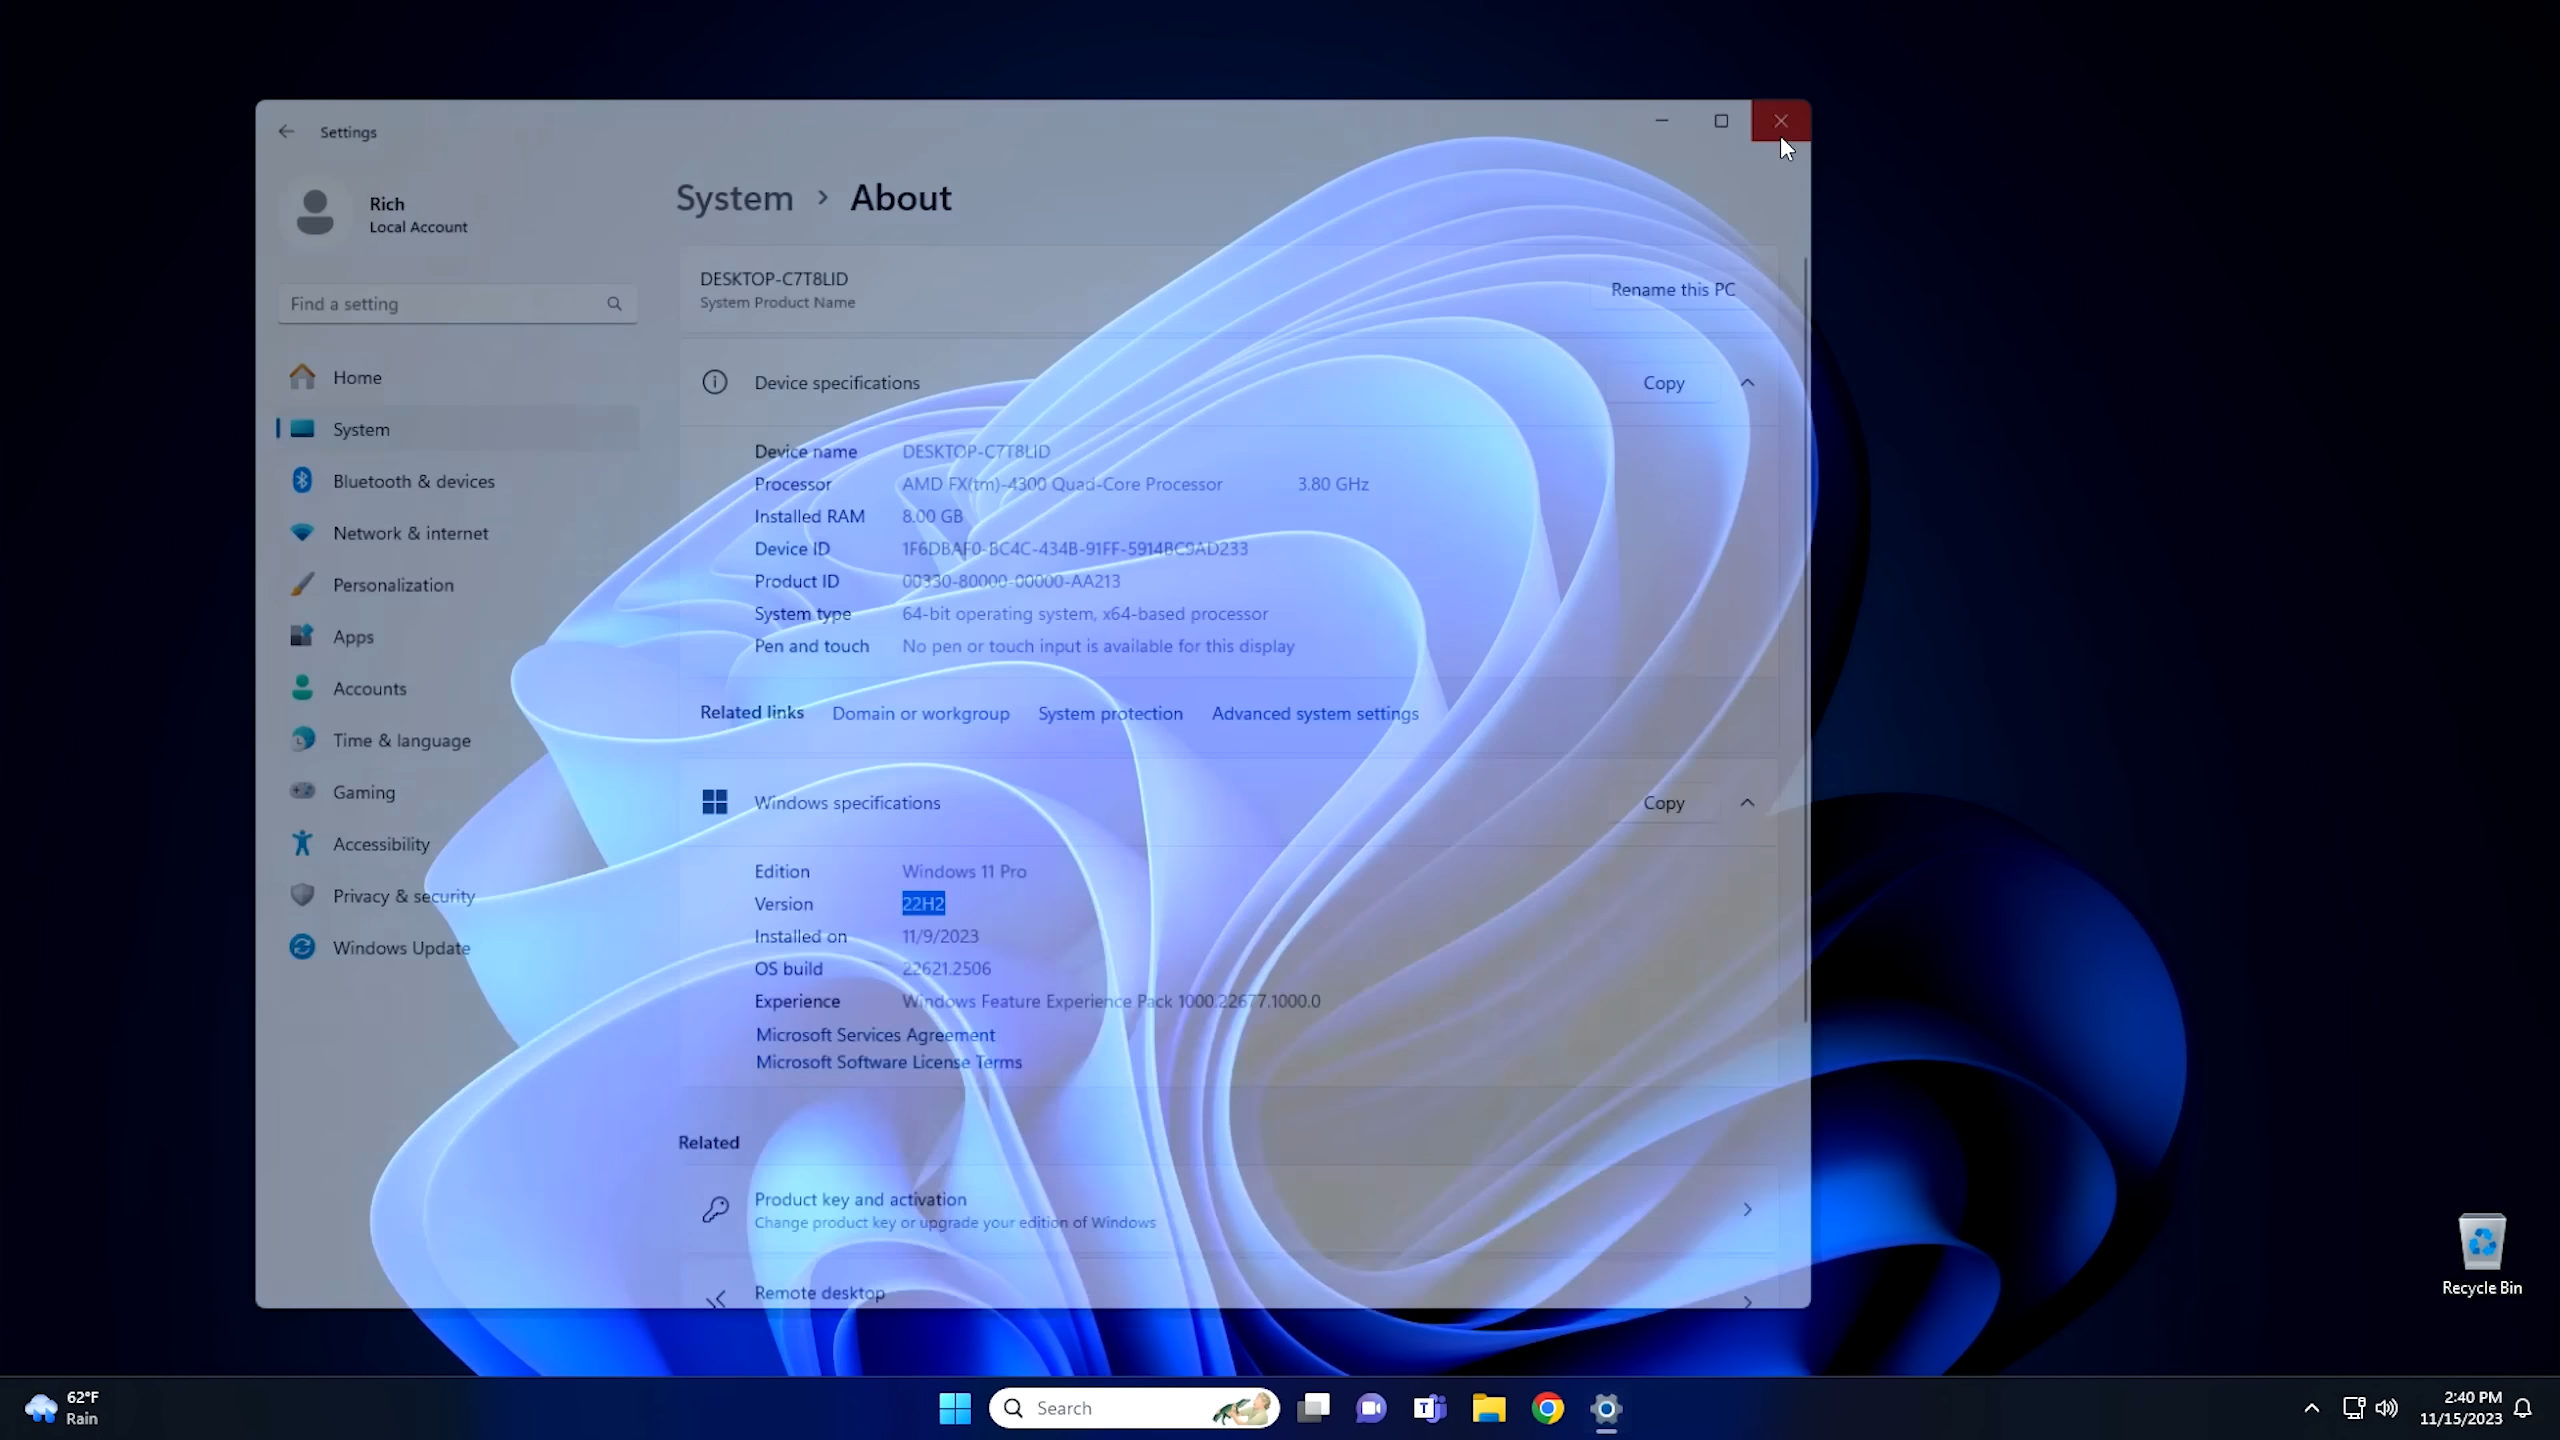 Settings
Rich
Local Account
Find a setting
Home
System
Bluetooth & devices
Network & internet
Personalization
Apps
Accounts
Time & language
Gaming
Accessibility
Privacy & security
Windows Update
System › About
DESKTOP-C7T8LID
System Product Name
Rename this PC
Device specifications Copy
Device name DESKTOP-C7T8LID
Processor AMD FX(tm)-4300 Quad-Core Processor 3.80 GHz
Installed RAM 8.00 GB
Device ID 1F6DBAF0-BC4C-434B-91FF-5914BC9AD233
Product ID 00330-80000-00000-AA213
System type 64-bit operating system, x64-based processor
Pen and touch No pen or touch input is available for this display
Related links Domain or workgroup System protection Advanced system settings
Windows specifications Copy
Edition Windows 11 Pro
Version 22H2
Installed on 11/9/2023
OS build 22621.2506
Experience Windows Feature Experience Pack 1000.22677.1000.0
Microsoft Services Agreement
Microsoft Software License Terms
Related
Product key and activation
Change product key or upgrade your edition of Windows
Remote desktop
Recycle Bin
62°F
Rain
Search
T
2:40 PM
11/15/2023